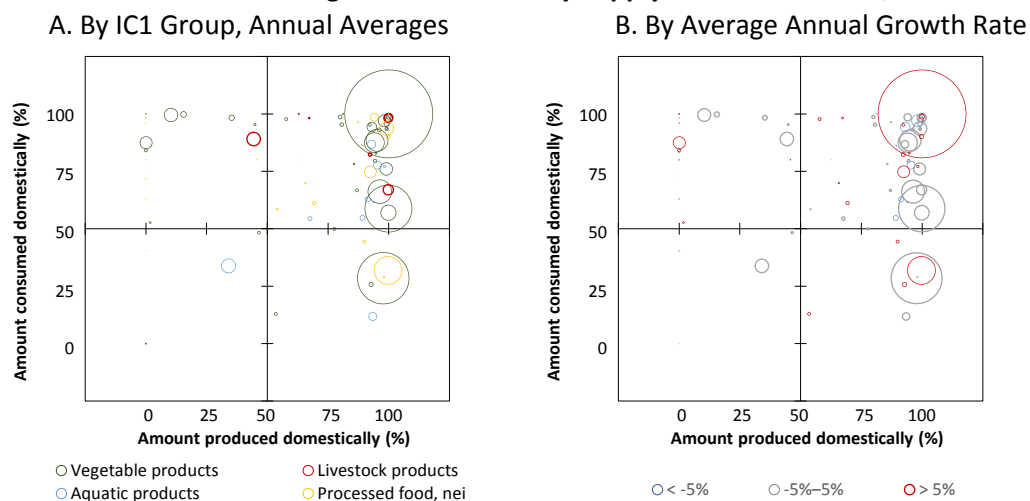 A. By IC1 Group, Annual Averages
B. By Average Annual Growth Rate
Amount consumed domestically (%)
100
75
50
25
0
0
25
50
75
100
Amount produced domestically (%)
Vegetable products
Livestock products
Aquatic products
Processed food, nei
Amount consumed domestically (%)
100
75
50
25
0
0
25
50
75
100
Amount produced domestically (%)
< -5%
-5%–5%
> 5%